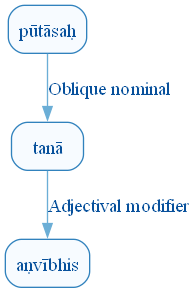 pūtāsaḥ
Oblique nominal
tanā
Adjectival modifier
aṇvībhis